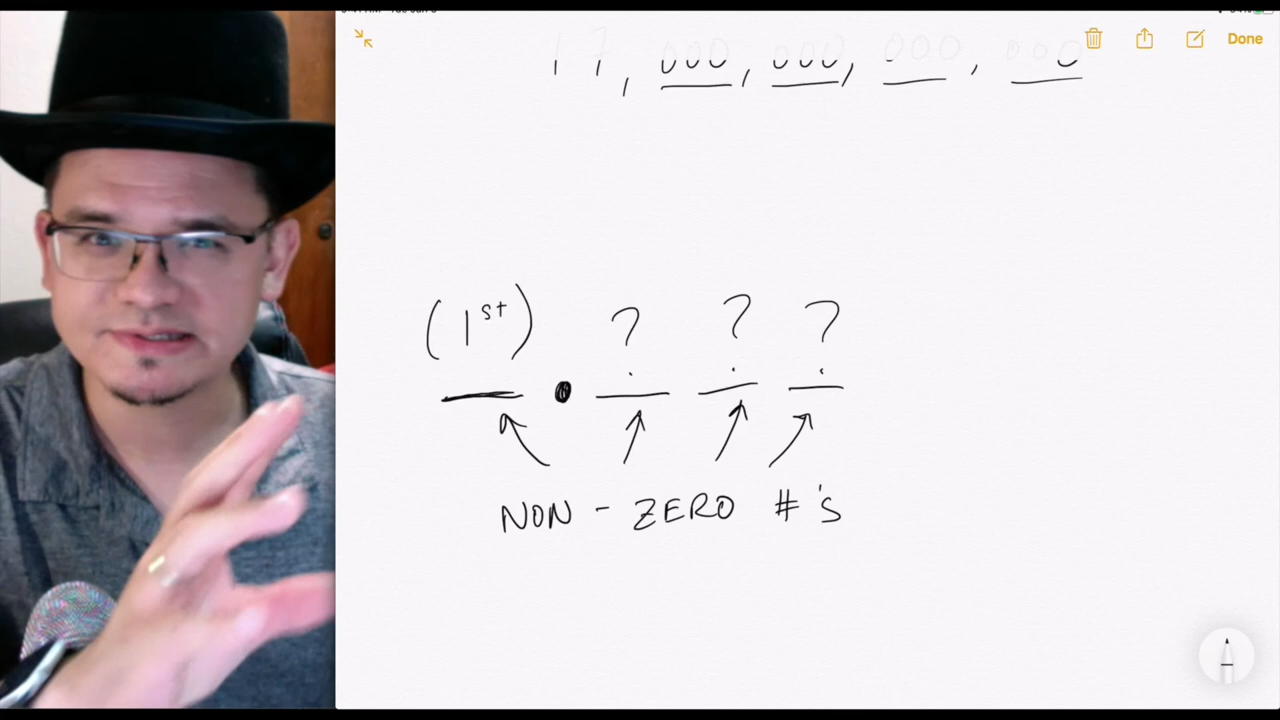 Done
17, 000, 000, 000, 000
(1st) ? ? ?
NON - ZERO #'s